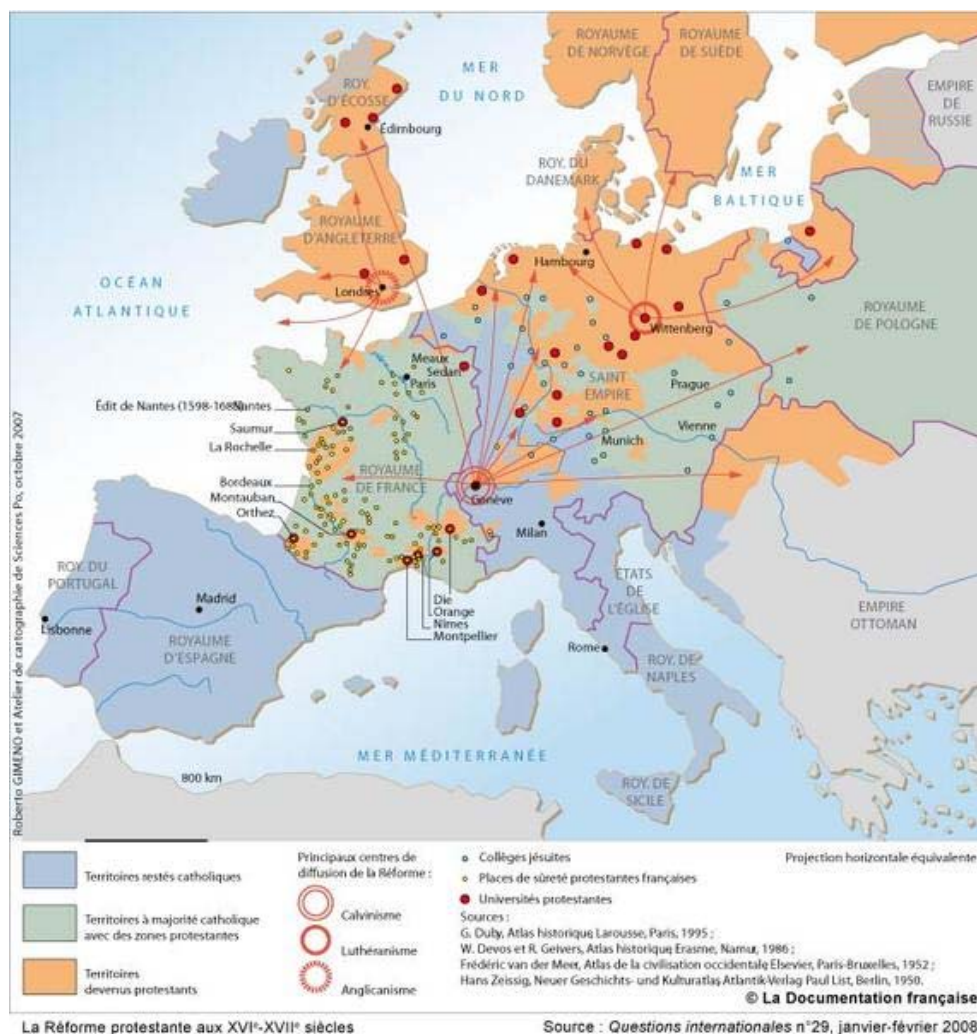 ROYAUME
DE NORVÈGE
ROYAUME
DE SUÈDE
MER
DU NORD
EMPIRE
DE
RUSSIE
ROY.
D'ÉCOSSE
Édimbourg
ROY. DU
DANEMARK
MER
BALTIQUE
ROYAUME
D'ANGLETERRE
Hambourg
OCÉAN
ATLANTIQUE
Londres
Wittenberg
ROYAUME
DE POLOGNE
Meaux
Sedan
Paris
SAINT
EMPIRE
Prague
Édit de Nantes (1598-1685)
Nantes
Saumur
La Rochelle
Munich
Vienne
ROYAUME
DE FRANCE
Bordeaux
Montauban
Orthez
Genève
Milan
ROY. DU
PORTUGAL
Madrid
Lisbonne
ROYAUME
D'ESPAGNE
Die
Orange
Nîmes
Montpellier
ÉTATS
DE
L'ÉGLISE
Rome
EMPIRE
OTTOMAN
ROY. DE
NAPLES
MER MÉDITERRANÉE
800 km
ROY. DE
SICILE
Roberto GIMENO et Atelier de cartographie de Sciences Po, octobre 2007
Territoires restés catholiques
Territoires à majorité catholique
avec des zones protestantes
Territoires
devenus protestants
Principaux centres de
diffusion de la Réforme :
Calvinisme
Luthéranisme
Anglicanisme
Collèges jésuites
Places de sûreté protestantes françaises
Universités protestantes
Projection horizontale équivalente
Sources :
G. Duby, Atlas historique Larousse, Paris, 1995 ;
W. Devos et R. Geivers, Atlas historique Erasme, Namur, 1986 ;
Frédéric van der Meer, Atlas de la civilisation occidentale Elsevier, Paris-Bruxelles, 1952 ;
Hans Zeissig, Neuer Geschichts- und Kulturatlas Atlantik-Verlag Paul List, Berlin, 1950.
© La Documentation française
La Réforme protestante aux XVIe-XVIIe siècles
Source : Questions internationales n°29, janvier-février 2008